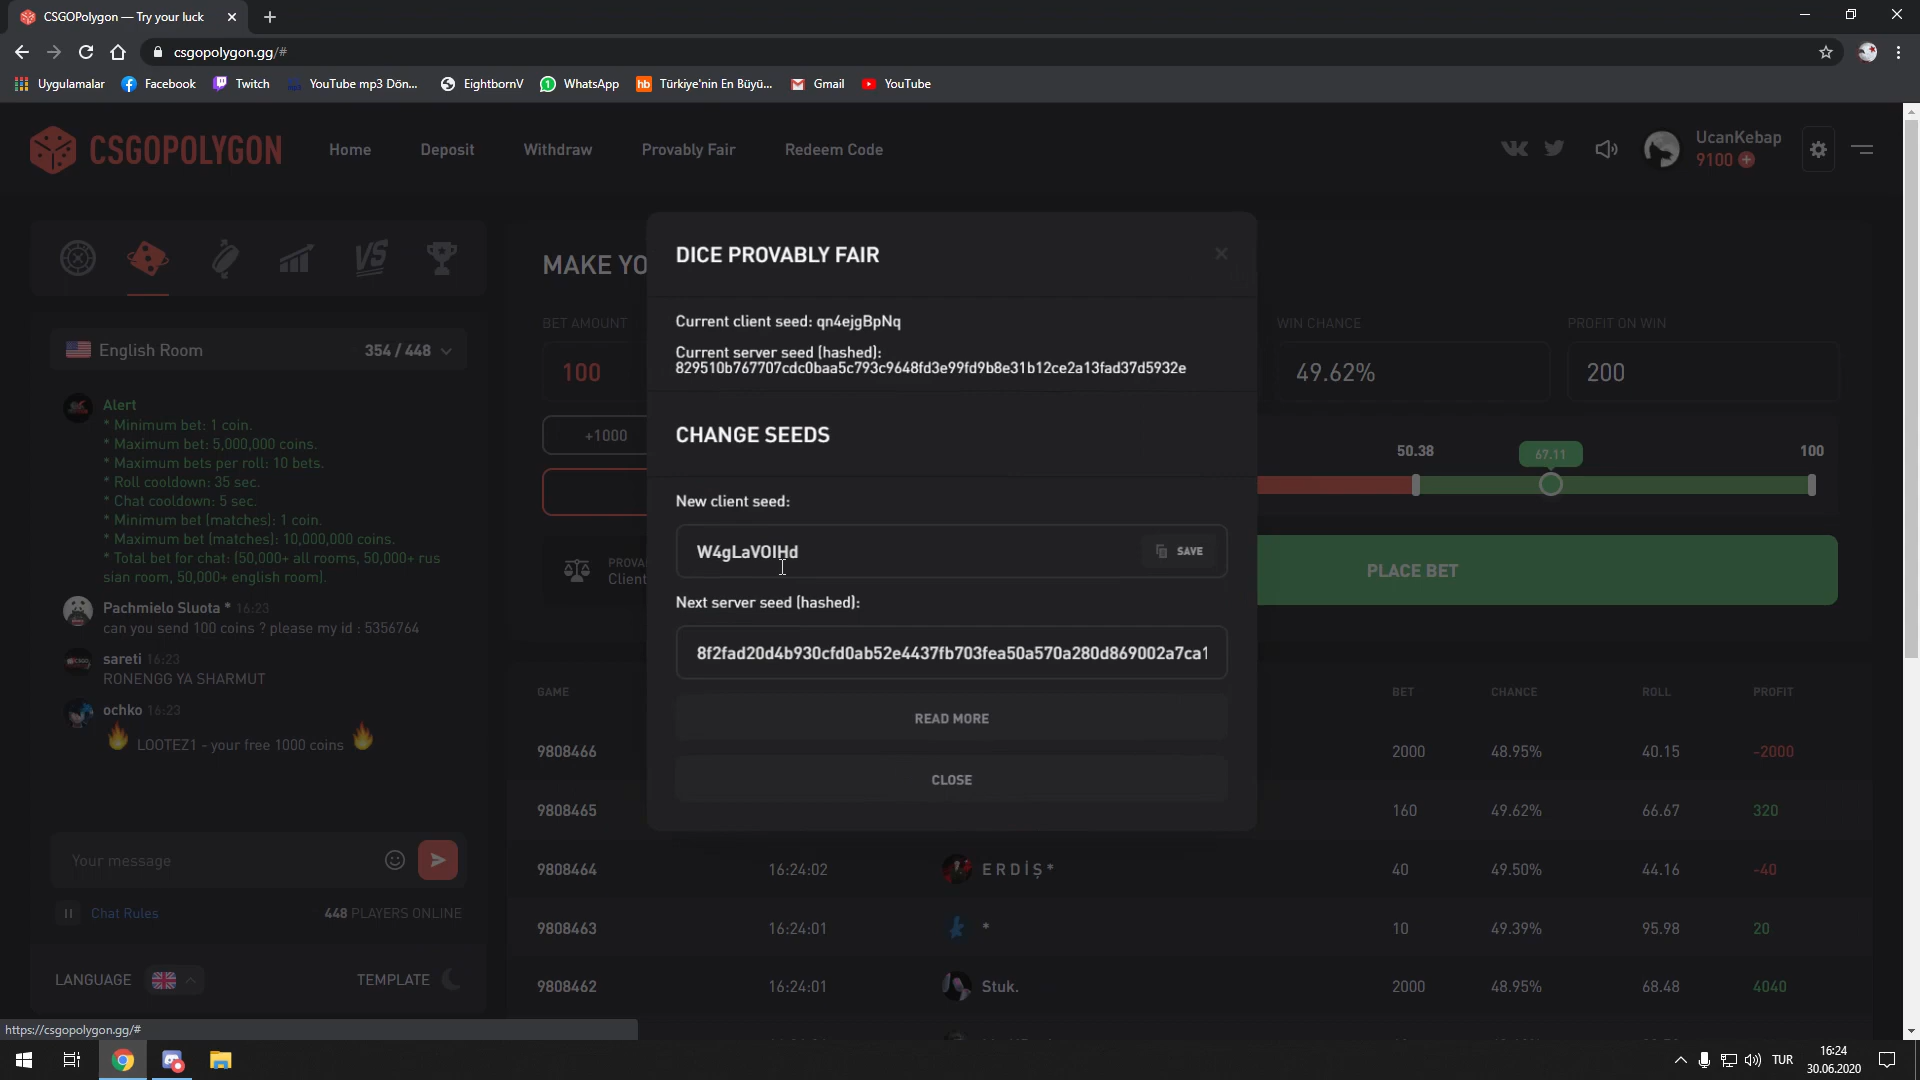 CSGOPolygon — Try your luck
csgopolygon.gg/#
Uygulamalar
Facebook
Twitch
YouTube mp3 Dön...
EightbornV
WhatsApp
hb Türkiye'nin En Büyü...
Gmail
YouTube
CSGOPOLYGON
Home
Deposit
Withdraw
Provably Fair
Redeem Code
UcanKebap
9100
VS
English Room
354 / 448
Alert
* Minimum bet: 1 coin.
* Maximum bet: 5,000,000 coins.
* Maximum bets per roll: 10 bets.
* Roll cooldown: 35 sec.
* Chat cooldown: 5 sec.
* Minimum bet (matches): 1 coin.
* Maximum bet (matches): 10,000,000 coins.
* Total bet for chat: (50,000+ all rooms, 50,000+ rus
sian room, 50,000+ english room).
Pachmielo Sluota * 16:23
can you send 100 coins ? please my id : 5356764
sareti 16:23
RONENGG YA SHARMUT
ochko 16:23
LOOTEZ1 - your free 1000 coins
Your message
Chat Rules
448 PLAYERS ONLINE
LANGUAGE
TEMPLATE
MAKE YO
BET AMOUNT
100
+1000
PROVA
Client
DICE PROVABLY FAIR
Current client seed: qn4ejgBpNq
Current server seed (hashed):
829510b767707cdc0baa5c793c9648fd3e99fd9b8e31b12ce2a13fad37d5932e
CHANGE SEEDS
New client seed:
W4gLaVOIHd
SAVE
Next server seed (hashed):
8f2fad20d4b930cfd0ab52e4437fb703fea50a570a280d869002a7ca1
READ MORE
CLOSE
WIN CHANCE
49.62%
PROFIT ON WIN
200
50.38
67.11
100
PLACE BET
GAME
BET
CHANCE
ROLL
PROFIT
9808466
2000
48.95%
40.15
-2000
9808465
160
49.62%
66.67
320
9808464
16:24:02
E R D İ Ş *
40
49.50%
44.16
-40
9808463
16:24:01
*
10
49.39%
95.98
20
9808462
16:24:01
Stuk.
2000
48.95%
68.48
4040
https://csgopolygon.gg/#
TUR
16:24
30.06.2020